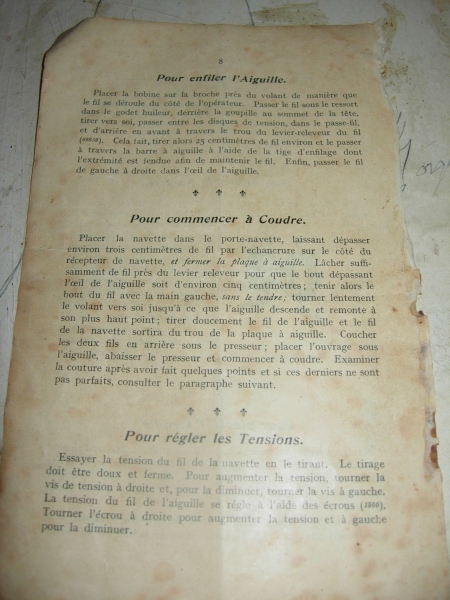 8
Pour enfiler l'Aiguille.
Placer la bobine sur la broche près du volant de manière que
le fil se déroule du côté de l'opérateur. Passer le fil sous le ressort
dans le godet huileur, derrière la goupille au sommet de la tête,
tirer vers soi, passer entre les disques de tension, dans le passe-fil,
et d'arrière en avant à travers le trou du levier-releveur du fil
Cela fait, tirer alors 25 centimètres de fil environ et le passer
à travers la barre à aiguille à l'aide de la tige d'enfilage dont
l'extrémité est fendue afin de maintenir le fil. Enfin, passer le fil
de gauche à droite dans l'œil de l'aiguille.
Pour commencer à Coudre.
Placer la navette dans le porte-navette, laissant dépasser
environ trois centimètres de fil par l'echancrure sur le côté du
récepteur de navette, et fermer la plaque à aiguille. Lâcher suffi-
samment de fil près du levier releveur pour que le bout dépassant
l'œil de l'aiguille soit d'environ cinq centimètres; tenir alors le
bout du fil avec la main gauche, sans le tendre; tourner lentement
le volant vers soi jusqu'à ce que l'aiguille descende et remonte à
son plus haut point; tirer doucement le fil de l'aiguille et le fil
de la navette sortira du trou de la plaque à aiguille. Coucher
les deux fils en arrière sous le presseur; placer l'ouvrage sous
l'aiguille, abaisser le presseur et commencer à coudre. Examiner
la couture après avoir fait quelques points et si ces derniers ne sont
pas parfaits, consulter le paragraphe suivant.
Pour régler les Tensions.
Essayer la tension du fil de la navette en le tirant. Le tirage
doit être doux et ferme. Pour augmenter la tension, tourner la
vis de tension à droite et, pour la diminuer, tourner la vis à gauche.
La tension du fil de l'aiguille se règle à l'aide des écrous
Tourner l'écrou à droite pour augmenter la tension et à gauche
pour la diminuer.